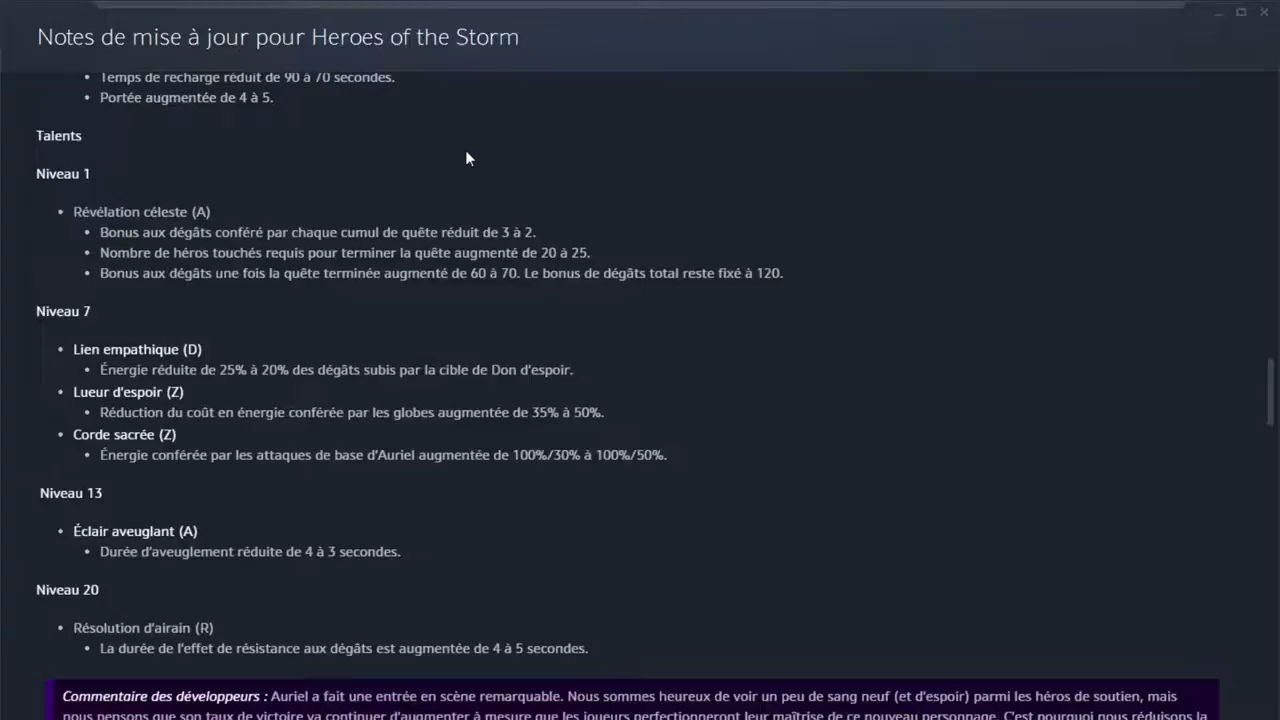 Notes de mise à jour pour Heroes of the Storm
• Temps de recharge réduit de 90 à 70 secondes.
• Portée augmentée de 4 à 5.
Talents
Niveau 1
• Révélation céleste (A)
• Bonus aux dégâts conféré par chaque cumul de quête réduit de 3 à 2.
• Nombre de héros touchés requis pour terminer la quête augmenté de 20 à 25.
• Bonus aux dégâts une fois la quête terminée augmenté de 60 à 70. Le bonus de dégâts total reste fixé à 120.
Niveau 7
• Lien empathique (D)
• Énergie réduite de 25% à 20% des dégâts subis par la cible de Don d'espoir.
• Lueur d'espoir (Z)
• Réduction du coût en énergie conférée par les globes augmentée de 35% à 50%.
• Corde sacrée (Z)
• Énergie conférée par les attaques de base d'Auriel augmentée de 100%/30% à 100%/50%.
Niveau 13
• Éclair aveuglant (A)
• Durée d'aveuglement réduite de 4 à 3 secondes.
Niveau 20
• Résolution d'airain (R)
• La durée de l'effet de résistance aux dégâts est augmentée de 4 à 5 secondes.
Commentaire des développeurs : Auriel a fait une entrée en scène remarquable. Nous sommes heureux de voir un peu de sang neuf (et d'espoir) parmi les héros de soutien, mais
nous pensons que son taux de victoire va continuer d'augmenter à mesure que les joueurs perfectionneront leur maîtrise de ce nouveau personnage. C'est pourquoi nous réduisons la